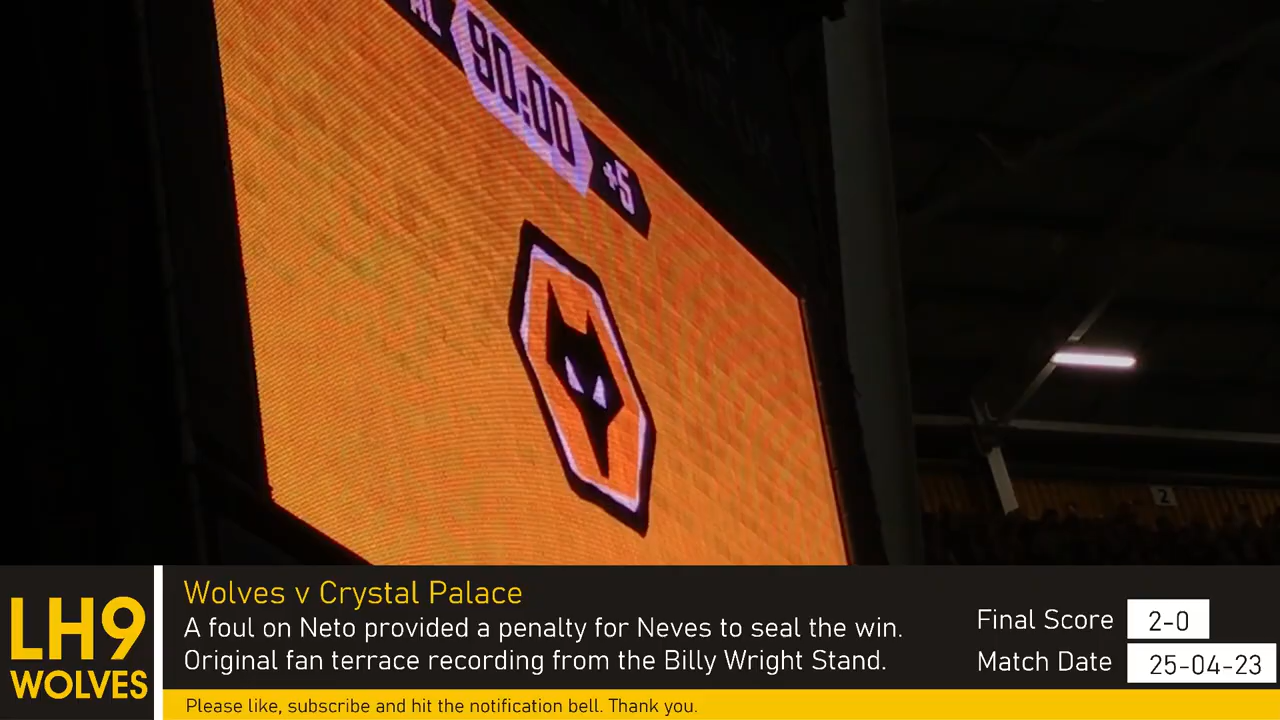 90:00
+5
2
Wolves v Crystal Palace
A foul on Neto provided a penalty for Neves to seal the win.
Original fan terrace recording from the Billy Wright Stand.
Final Score 2-0
Match Date 25-04-23
LH9
WOLVES
Please like, subscribe and hit the notification bell. Thank you.